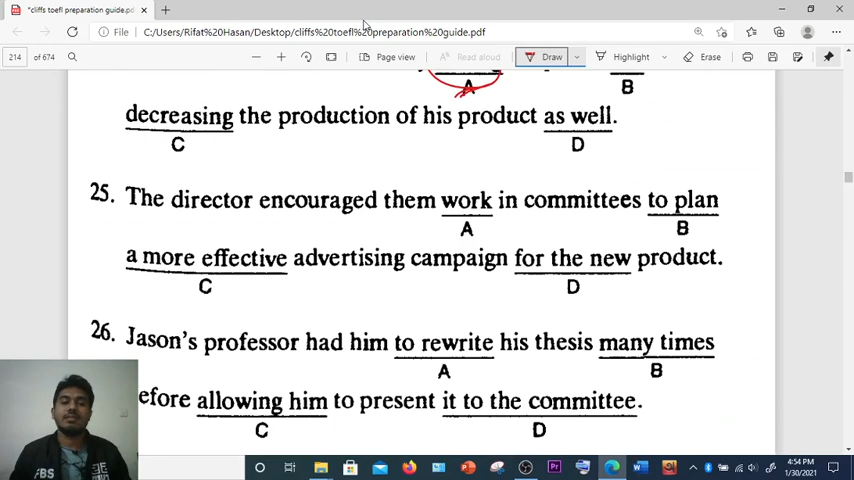 *cliffs toefl preparation guide.pdf
File C:/Users/Rifat%20Hasan/Desktop/cliffs%20toefl%20preparation%20guide.pdf
214 of 674 Page view Read aloud Draw Highlight Erase
A
B
decreasing the production of his product as well.
C D
25. The director encouraged them work in committees to plan
A B
a more effective advertising campaign for the new product.
C D
26. Jason's professor had him to rewrite his thesis many times
A B
efore allowing him to present it to the committee.
C D
FBS
4:54 PM
1/30/2021